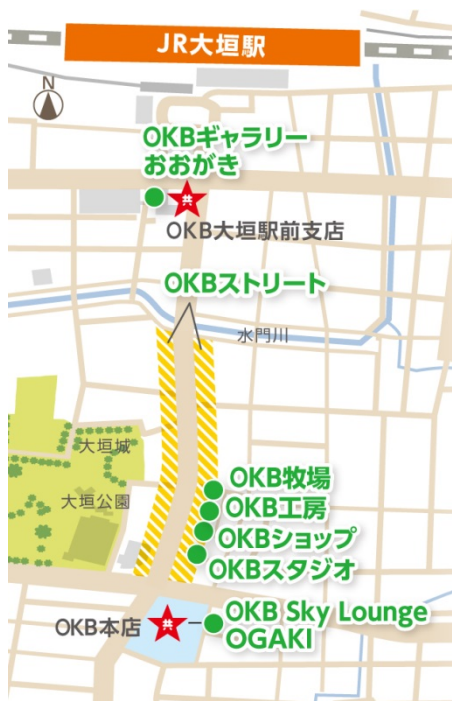 JR大垣駅
N
OKBギャラリー
おおがき
共
OKB大垣駅前支店
OKBストリート
水門川
大垣城
大垣公園
OKB牧場
OKB工房
OKBショップ
OKBスタジオ
OKB本店
共
OKB Sky Lounge
OGAKI